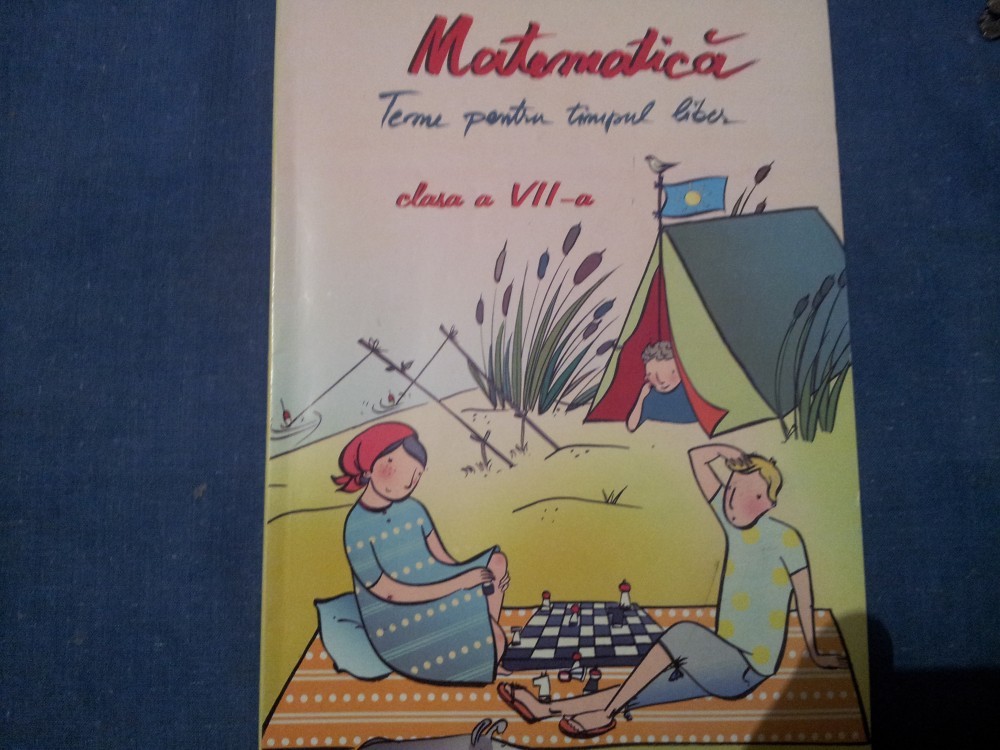 Matematică
Teme pentru timpul liber
clasa a VII-a